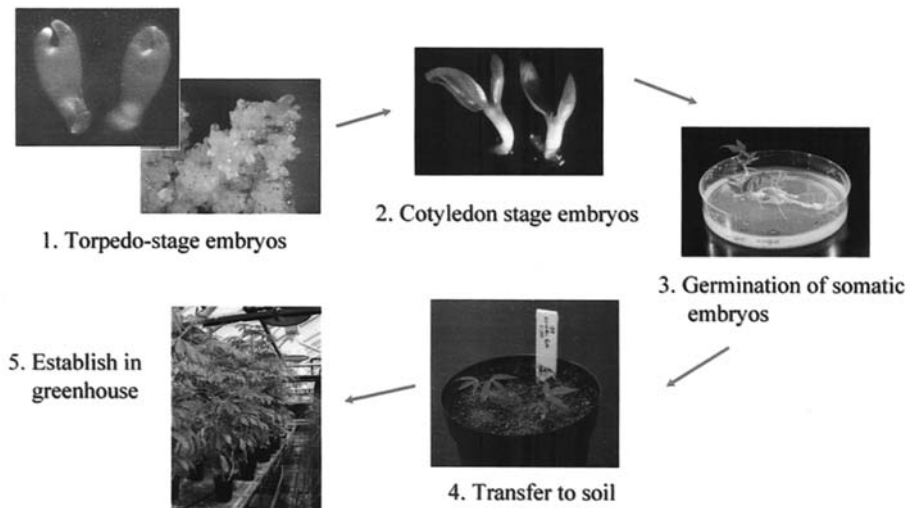 1. Torpedo-stage embryos
2. Cotyledon stage embryos
3. Germination of somatic
embryos
4. Transfer to soil
5. Establish in
greenhouse